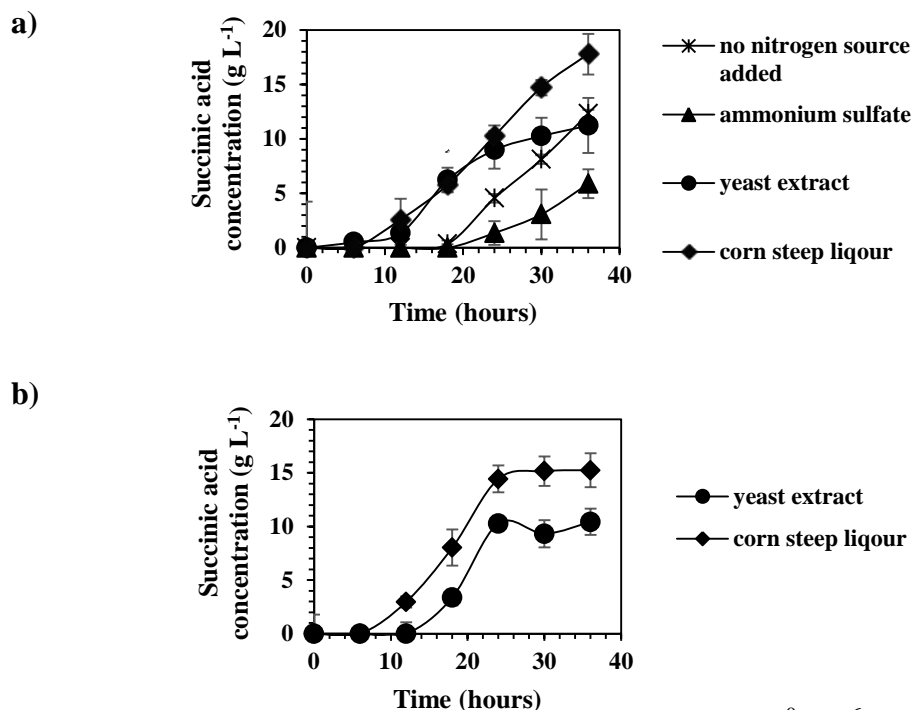 a)
Succinic acid
concentration (g L-1)
20
15
10
5
0
0 10 20 30 40
Time (hours)
no nitrogen source
added
ammonium sulfate
yeast extract
corn steep liqour
b)
Succinic acid
concentration (g L-1)
20
15
10
5
0
0 10 20 30 40
Time (hours)
yeast extract
corn steep liqour